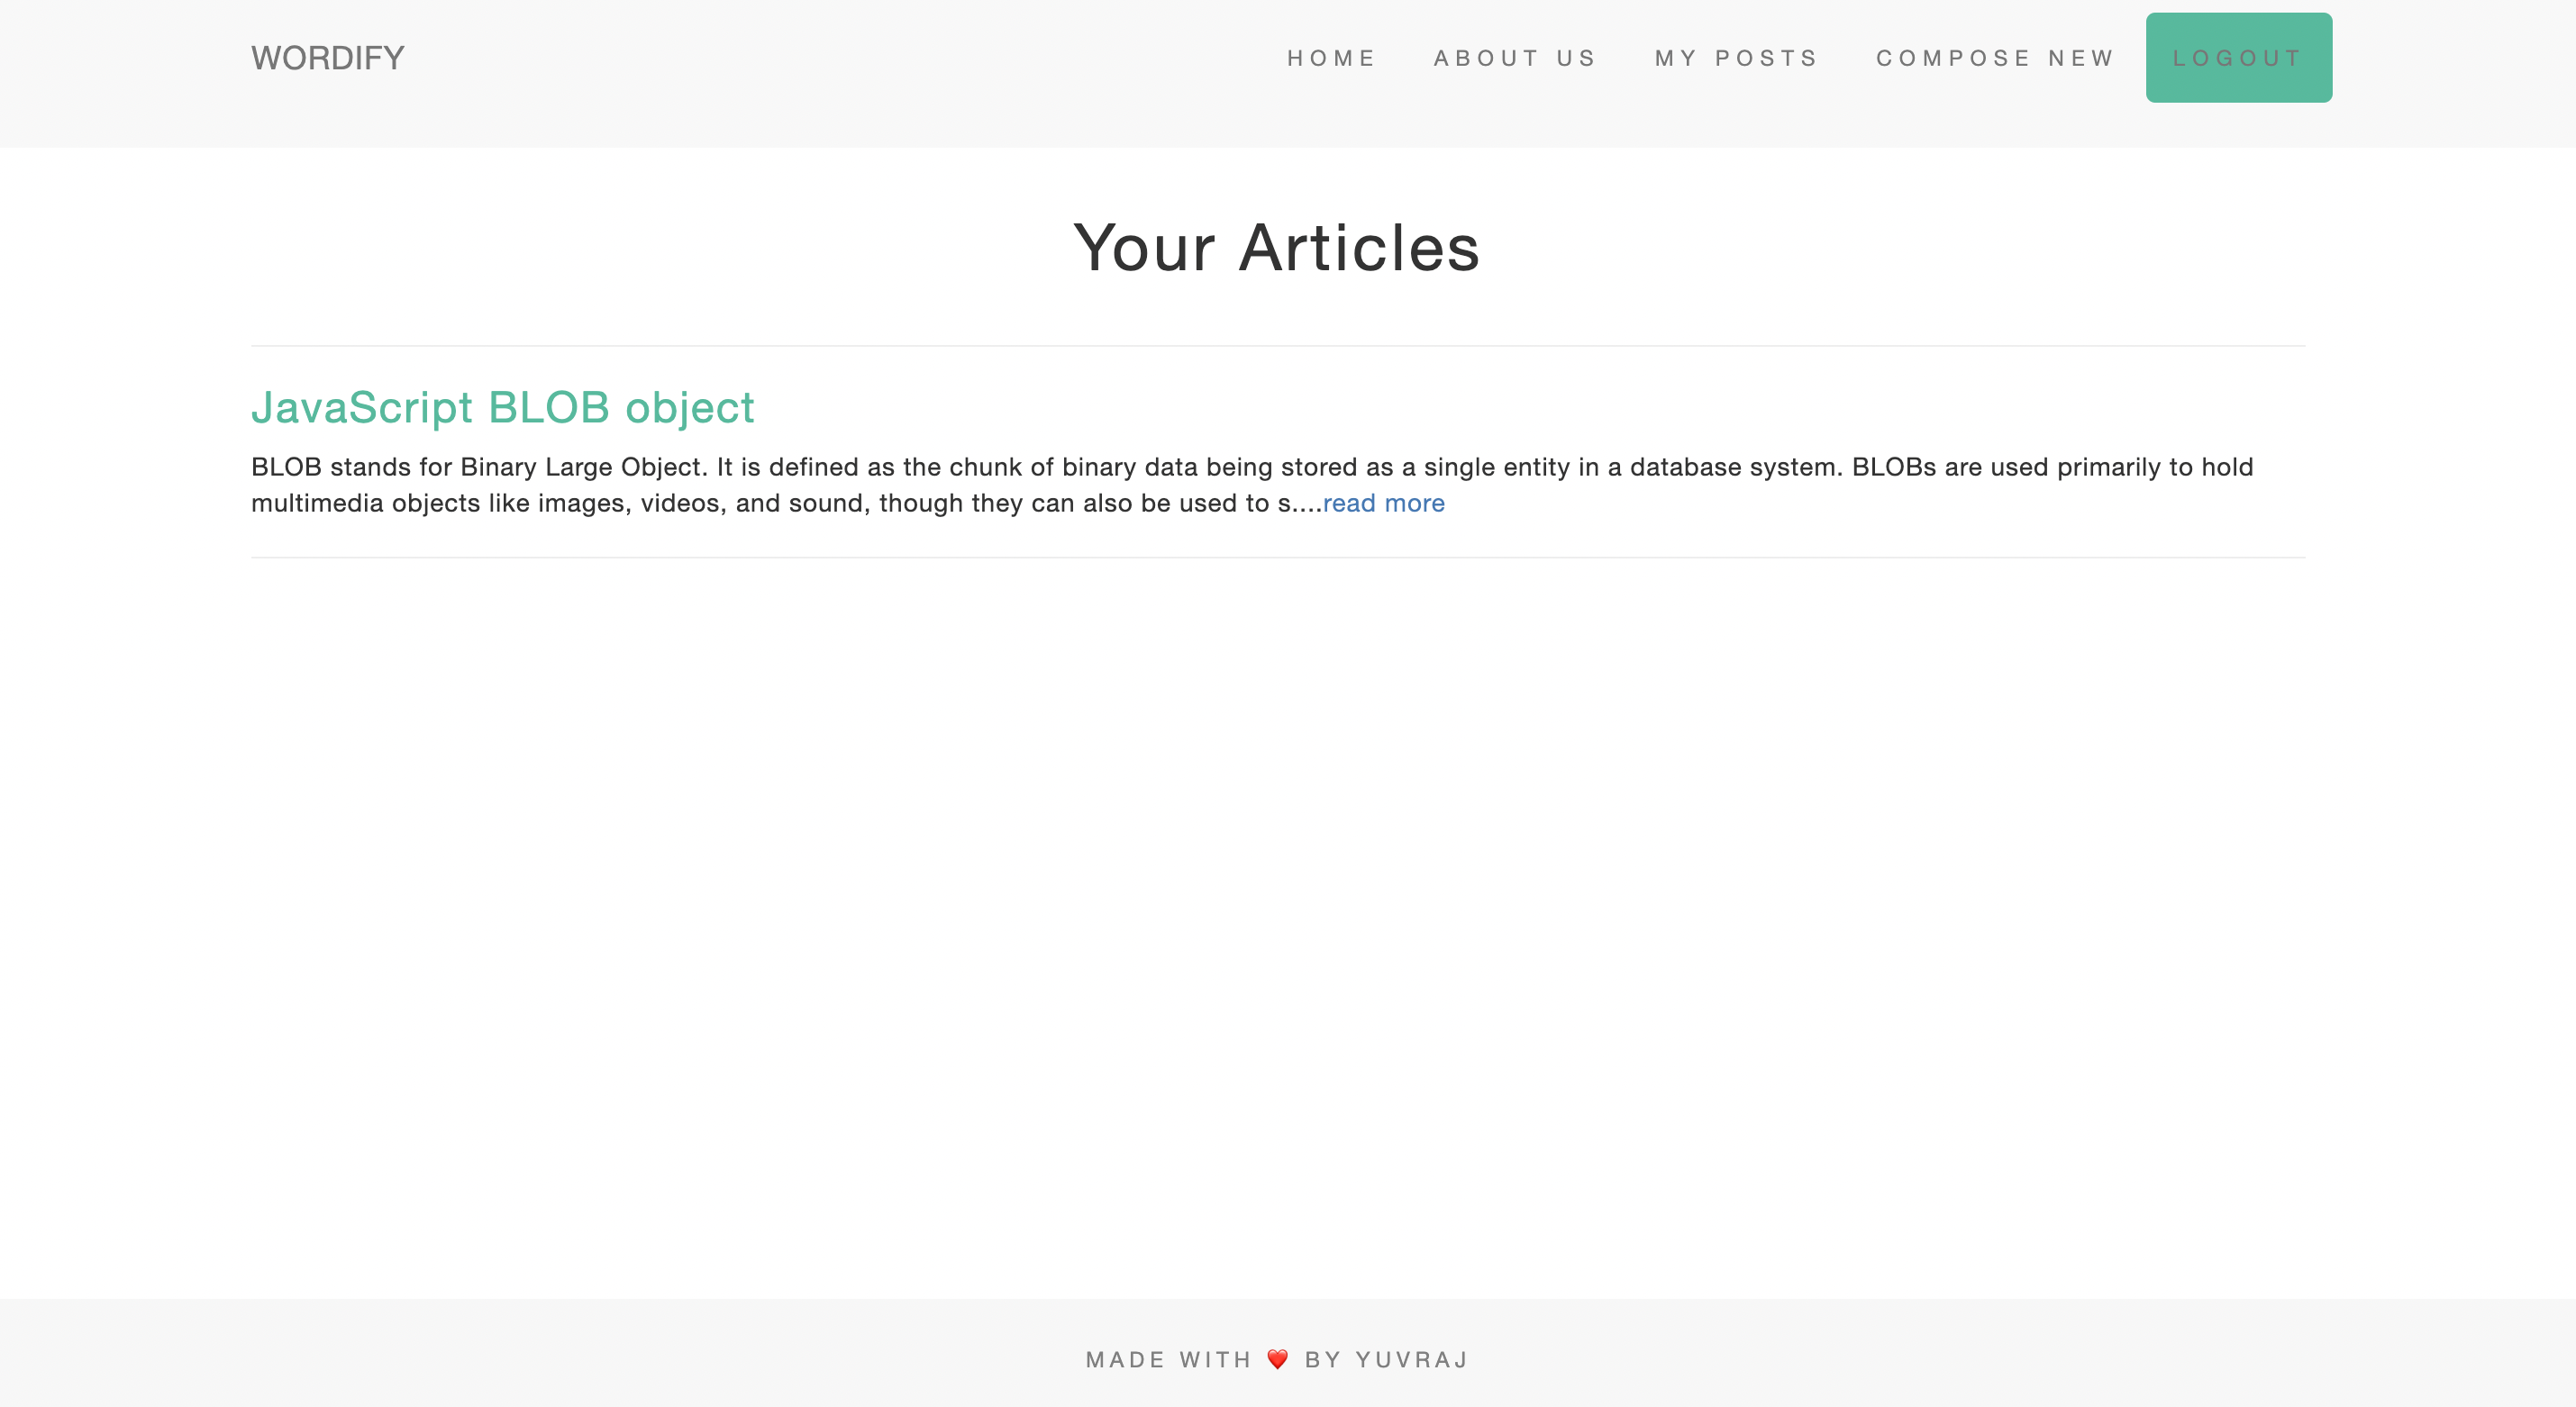 WORDIFY
HOME ABOUT US MY POSTS COMPOSE NEW LOGOUT
Your Articles
JavaScript BLOB object
BLOB stands for Binary Large Object. It is defined as the chunk of binary data being stored as a single entity in a database system. BLOBs are used primarily to hold
multimedia objects like images, videos, and sound, though they can also be used to s....read more
MADE WITH ❤️ BY YUVRAJ